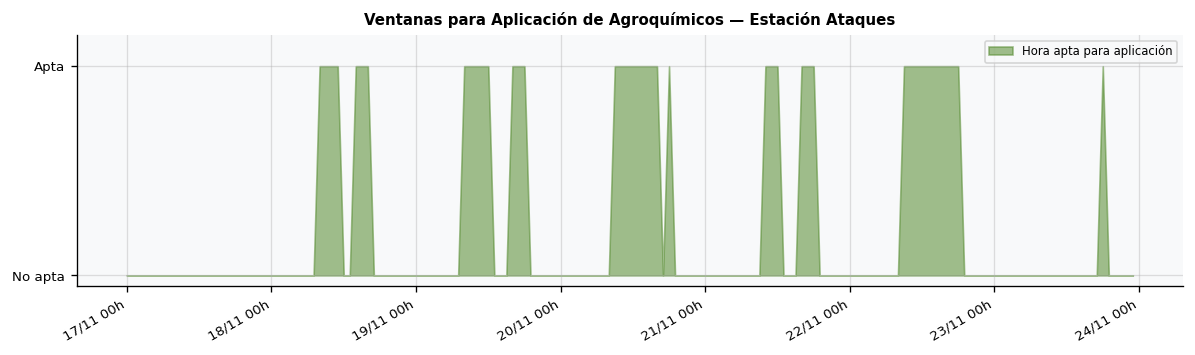 Ventanas para Aplicación de Agroquímicos — Estación Ataques
Hora apta para aplicación
Apta
No apta
17/11 00h
18/11 00h
19/11 00h
20/11 00h
21/11 00h
22/11 00h
23/11 00h
24/11 00h